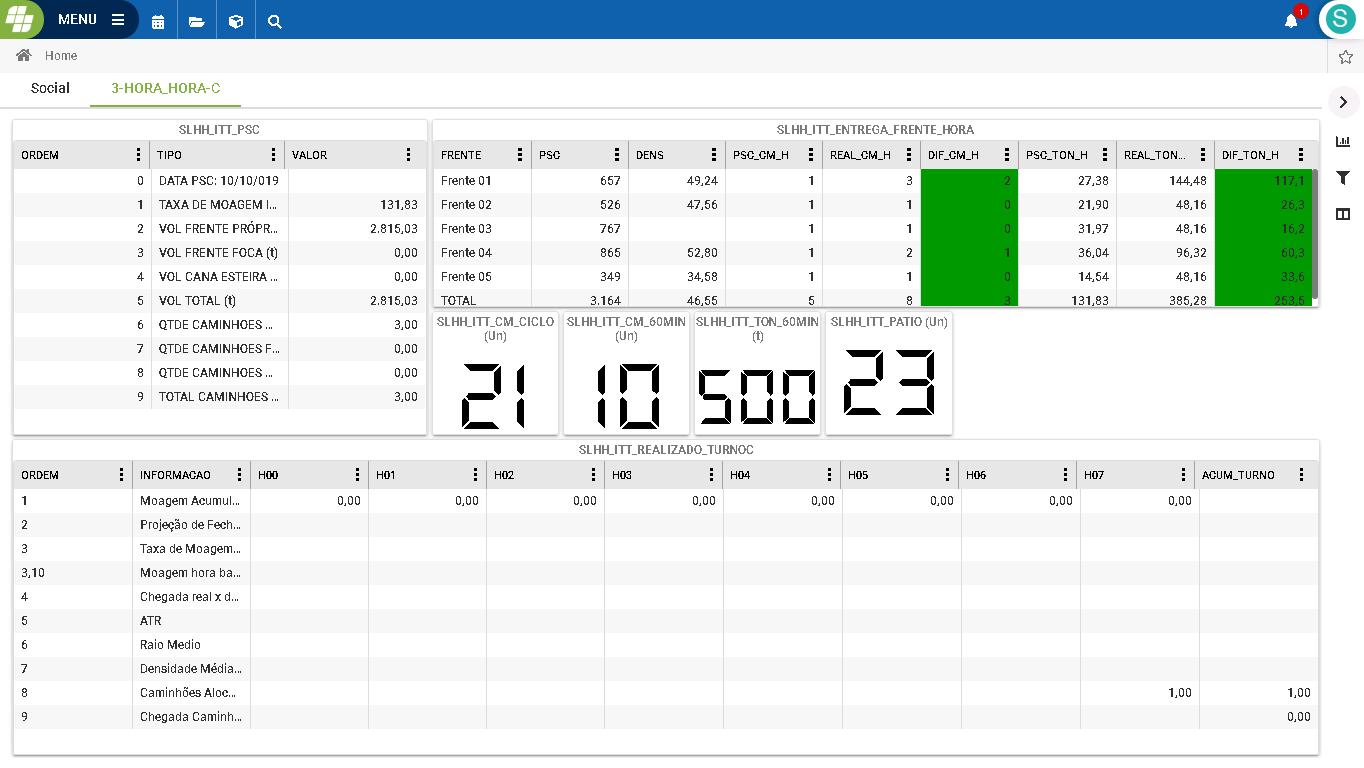 MENU
1
S
Home
Social 3-HORA_HORA-C
SLHH_ITT_PSC
ORDEM TIPO VALOR
0 DATA PSC: 10/10/019
1 TAXA DE MOAGEM I... 131,83
2 VOL FRENTE PRÓPR... 2.815,03
3 VOL FRENTE FOCA (t) 0,00
4 VOL CANA ESTEIRA ... 0,00
5 VOL TOTAL (t) 2.815,03
6 QTDE CAMINHOES ... 3,00
7 QTDE CAMINHOES F... 0,00
8 QTDE CAMINHOES ... 0,00
9 TOTAL CAMINHOES ... 3,00
SLHH_ITT_ENTREGA_FRENTE_HORA
FRENTE PSC DENS PSC_CM_H REAL_CM_H DIF_CM_H PSC_TON_H REAL_TON... DIF_TON_H
Frente 01 657 49,24 1 3 2 27,38 144,48 117,1
Frente 02 526 47,56 1 1 0 21,90 48,16 26,3
Frente 03 767 1 1 0 31,97 48,16 16,2
Frente 04 865 52,80 1 2 1 36,04 96,32 60,3
Frente 05 349 34,58 1 1 0 14,54 48,16 33,6
TOTAL 3.164 46,55 5 8 3 131,83 385,28 253,5
SLHH_ITT_CM_CICLO
(Un)
21
SLHH_ITT_CM_60MIN
(Un)
10
SLHH_ITT_TON_60MIN
(t)
500
SLHH_ITT_PATIO (Un)
23
SLHH_ITT_REALIZADO_TURNOC
ORDEM INFORMACAO H00 H01 H02 H03 H04 H05 H06 H07 ACUM_TURNO
1 Moagem Acumul... 0,00 0,00 0,00 0,00 0,00 0,00 0,00 0,00
2 Projeção de Fech...
3 Taxa de Moagem...
3,10 Moagem hora ba...
4 Chegada real x d...
5 ATR
6 Raio Medio
7 Densidade Média...
8 Caminhões Aloc... 1,00 1,00
9 Chegada Caminh... 0,00